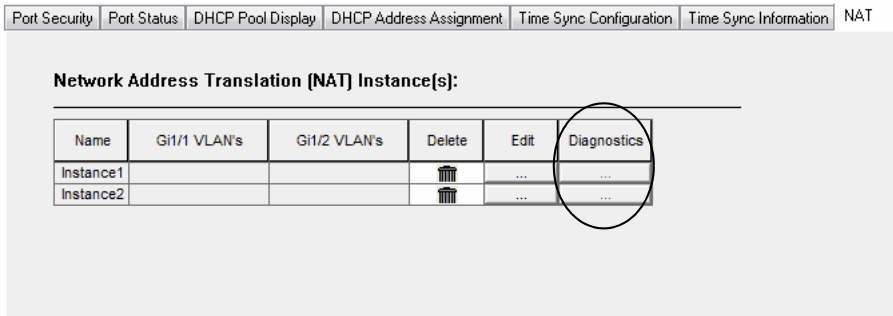 Port Security Port Status DHCP Pool Display DHCP Address Assignment Time Sync Configuration Time Sync Information NAT
Network Address Translation (NAT) Instance(s):
Name Gi1/1 VLAN's Gi1/2 VLAN's Delete Edit Diagnostics
Instance1 ... ...
Instance2 ... ...